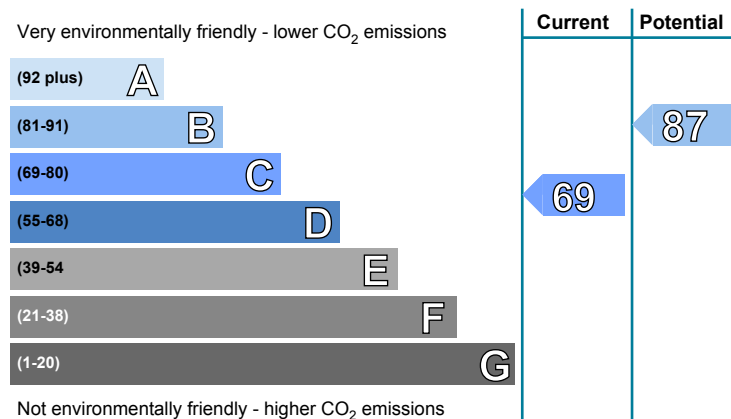 Very environmentally friendly - lower CO2 emissions
Current
Potential
(92 plus) A
(81-91) B
(69-80) C
(55-68) D
(39-54 E
(21-38) F
(1-20) G
69
87
Not environmentally friendly - higher CO2 emissions